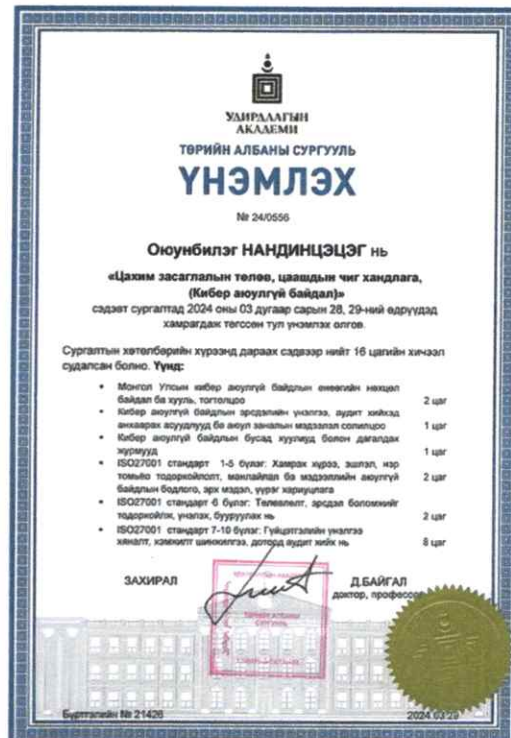 УДИРДЛАГЫН
АКАДЕМИ
ТӨРИЙН АЛБАНЫ СУРГУУЛЬ
ҮНЭМЛЭХ
№ 24/0556
Оюунбилэг НАНДИНЦЭЦЭГ нь
«Цахим засаглалын төлөв, цаашдын чиг хандлага,
(Кибер аюулгүй байдал)»
сэдэвт сургалтад 2024 оны 03 дугаар сарын 28, 29-ний өдрүүдэд
хамрагдаж төгссөн тул үнэмлэх олгов.
Сургалтын хөтөлбөрийн хүрээнд дараах сэдвээр нийт 16 цагийн хичээл
судалсан болно. Үүнд:
• Монгол Улсын кибер аюулгүй байдлын өнөөгийн нөхцөл
байдал ба хууль, тогтолцоо 2 цаг
• Кибер аюулгүй байдлын эрсдэлийн үнэлгээ, аудит хийхэд
анхаарах асуудлууд ба аюул заналын мэдээлэл солилцоо 1 цаг
• Кибер аюулгүй байдлын бусад хуулиуд болон дагалдах
журмууд 1 цаг
• ISO27001 стандарт 1-5 бүлэг: Хамрах хүрээ, эшлэл, нэр
томьёо тодорхойлолт, манлайлал ба мэдээллийн аюулгүй
байдлын бодлого, эрх мэдэл, үүрэг хариуцлага 2 цаг
• ISO27001 стандарт 6 бүлэг: Төлөвлөлт, эрсдэл боломжийг
тодорхойлж, үнэлэх, бууруулах нь 2 цаг
• ISO27001 стандарт 7-10 бүлэг: Гүйцэтгэлийн үнэлгээ
хяналт, хэмжилт шинжилгээ, дотоод аудит хийх нь 8 цаг
ЗАХИРАЛ Д.БАЙГАЛ
доктор, профессор
ТӨРИЙН АЛБАНЫ
СУРГУУЛЬ
Бүртгэлийн № 21426 2024.03.29